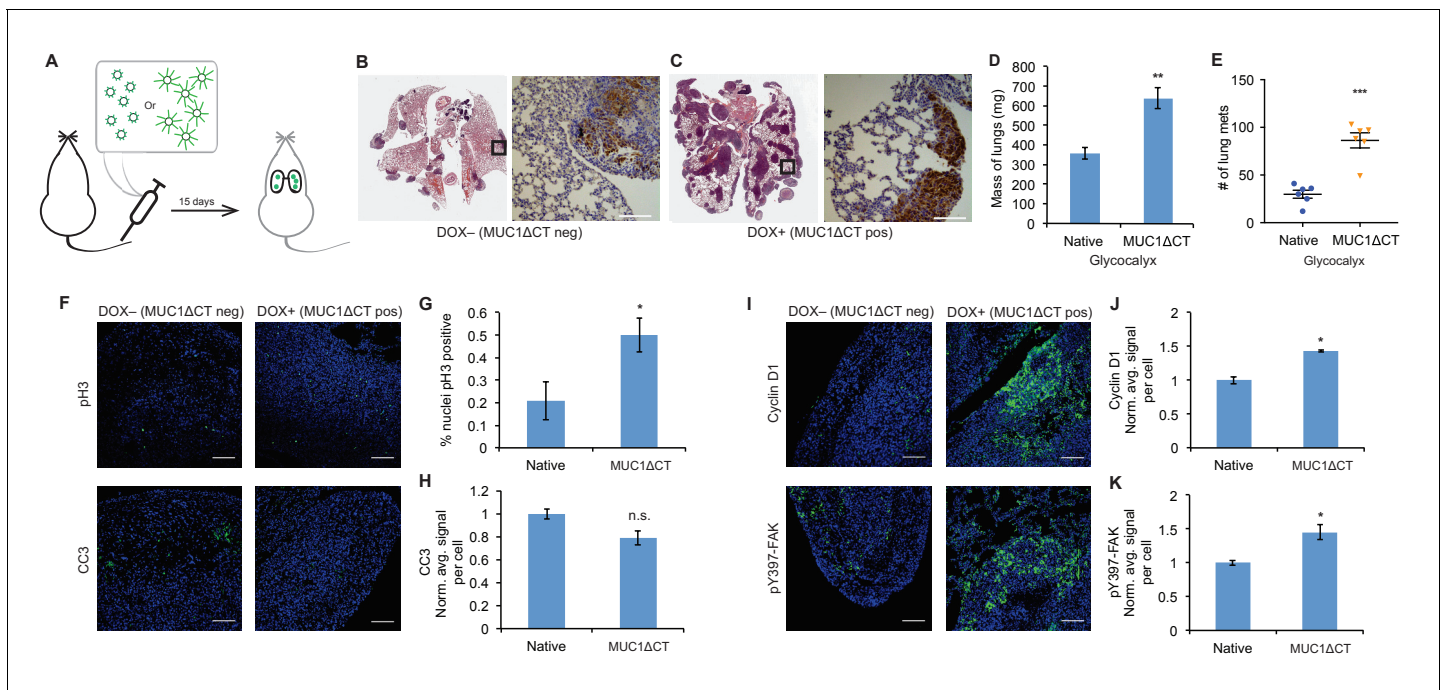 A
Or
15 days
B
DOX– (MUC1ΔCT neg)
C
DOX+ (MUC1ΔCT pos)
D
Mass of lungs (mg)
800
700
600
500
400
300
200
100
0
**
Native
MUC1ΔCT
Glycocalyx
E
# of lung mets
150
100
50
0
***
Native
MUC1ΔCT
Glycocalyx
F
DOX– (MUC1ΔCT neg)
DOX+ (MUC1ΔCT pos)
pH3
CC3
G
% nuclei pH3 positive
0.6
0.5
0.4
0.3
0.2
0.1
0
*
Native
MUC1ΔCT
H
CC3
Norm. avg. signal
per cell
1.2
1
0.8
0.6
0.4
0.2
0
n.s.
Native
MUC1ΔCT
I
DOX– (MUC1ΔCT neg)
DOX+ (MUC1ΔCT pos)
Cyclin D1
pY397-FAK
J
Cyclin D1
Norm. avg. signal
per cell
2
1.5
1
0.5
0
*
Native
MUC1ΔCT
K
pY397-FAK
Norm. avg. signal
per cell
2
1.5
1
0.5
0
*
Native
MUC1ΔCT